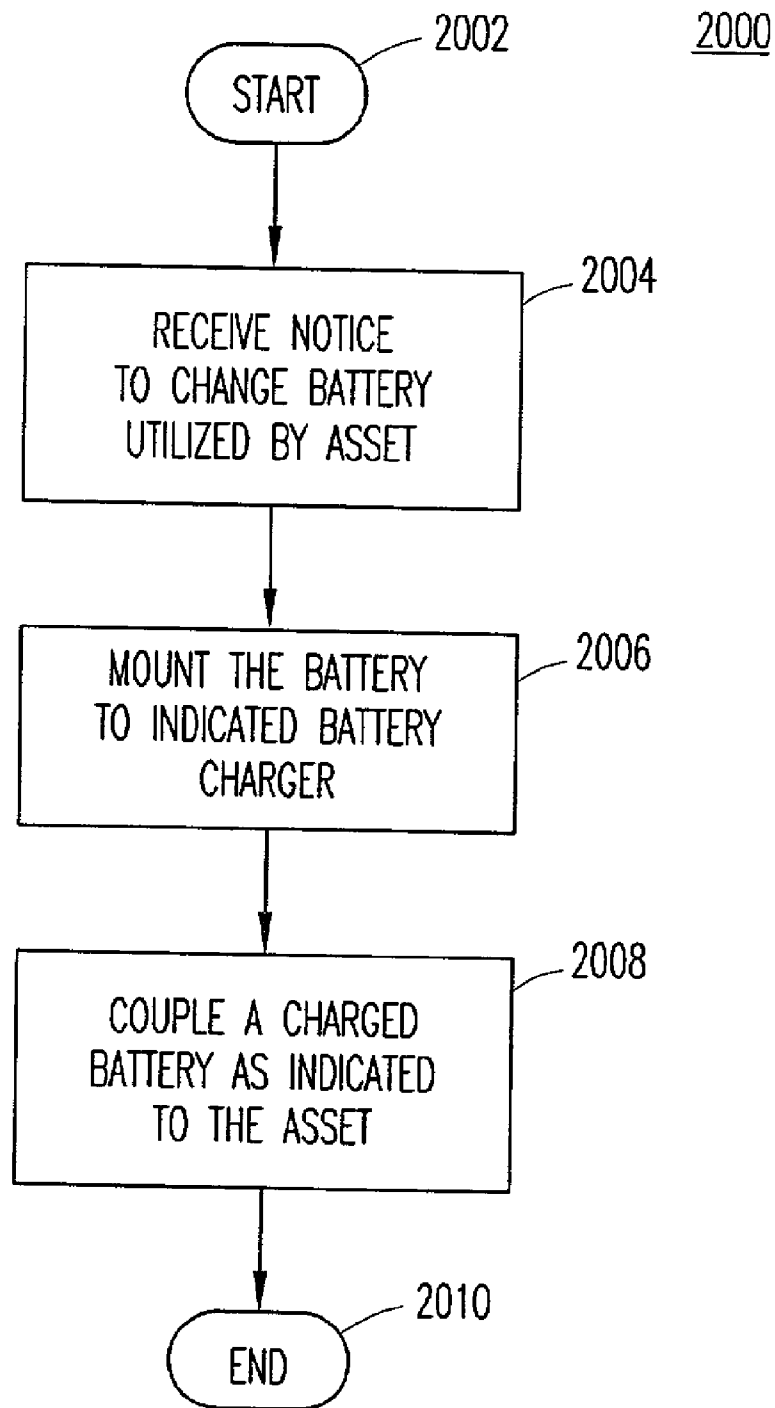 2002
2000
START
2004
RECEIVE NOTICE
TO CHANGE BATTERY
UTILIZED BY ASSET
2006
MOUNT THE BATTERY
TO INDICATED BATTERY
CHARGER
2008
COUPLE A CHARGED
BATTERY AS INDICATED
TO THE ASSET
2010
END